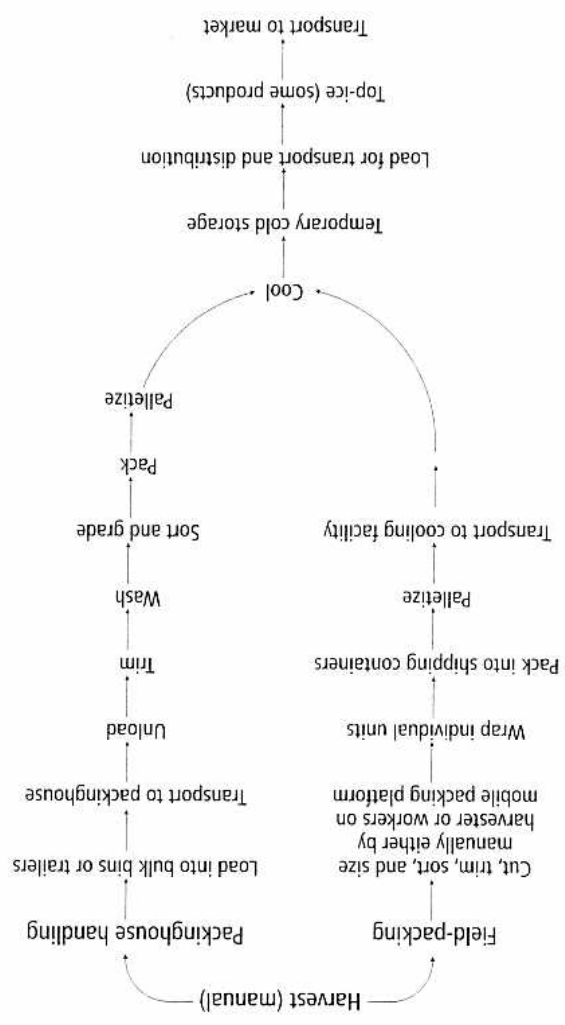 Harvest (manual)
Field-packing
Cut, trim, sort, and size
manually either by
harvester or workers on
mobile packing platform
Wrap individual units
Pack into shipping containers
Palletize
Transport to cooling facility
Packinghouse handling
Load into bulk bins or trailers
Transport to packinghouse
Unload
Trim
Wash
Sort and grade
Pack
Palletize
Cool
Temporary cold storage
Load for transport and distribution
Top-ice (some products)
Transport to market